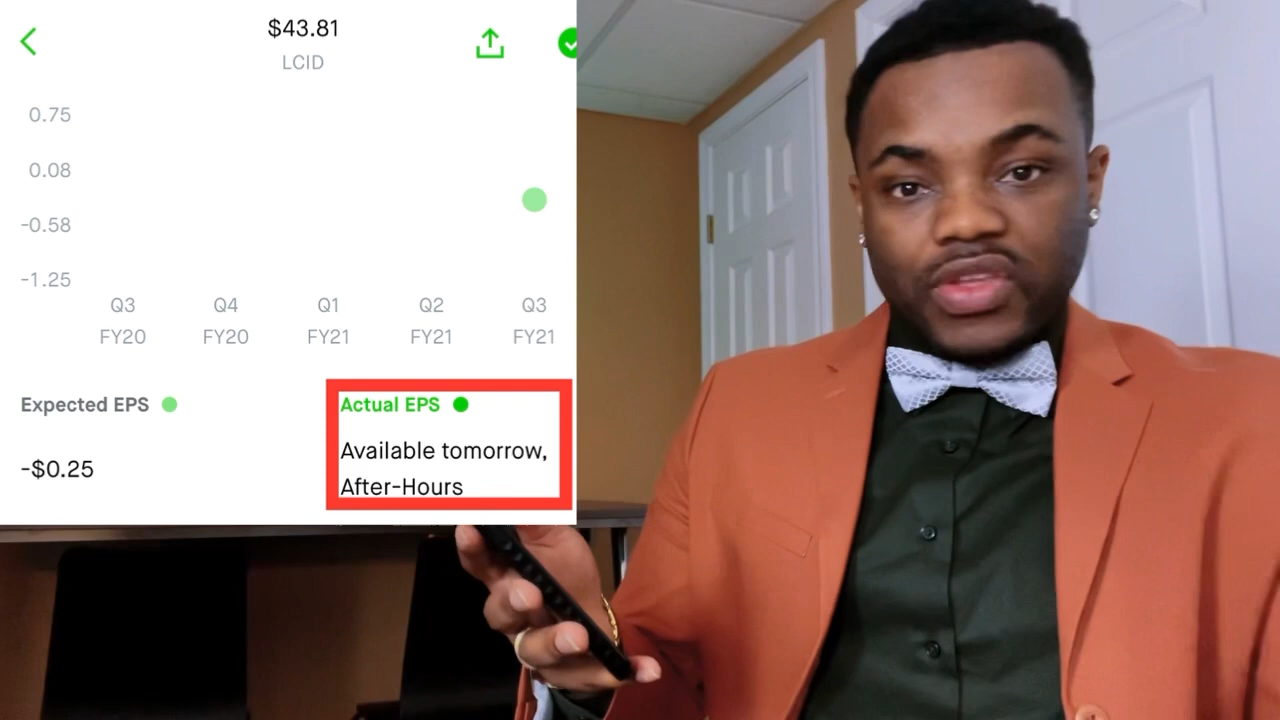 $43.81
LCID
0.75
0.08
-0.58
-1.25
Q3 Q4 Q1 Q2 Q3
FY20 FY20 FY21 FY21 FY21
Expected EPS Actual EPS
-$0.25
Available tomorrow,
After-Hours